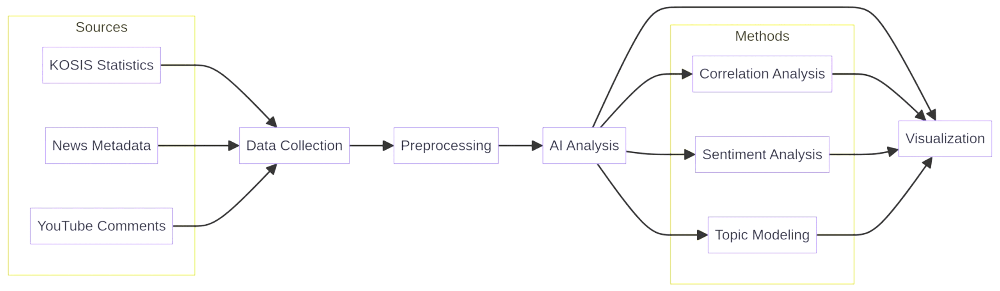 Sources
KOSIS Statistics
News Metadata
YouTube Comments
Data Collection
Preprocessing
AI Analysis
Methods
Correlation Analysis
Sentiment Analysis
Topic Modeling
Visualization